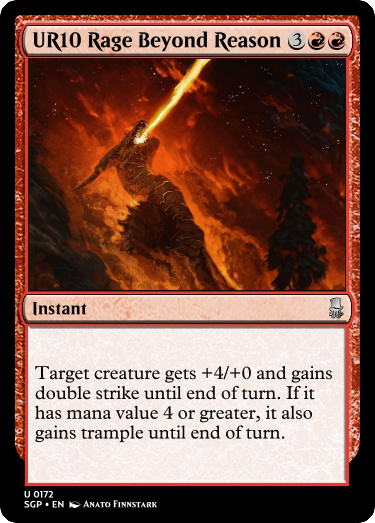 UR10 Rage Beyond Reason 3
Instant
Target creature gets +4/+0 and gains
double strike until end of turn. If it
has mana value 4 or greater, it also
gains trample until end of turn.
U 0172
SGP • EN Anato Finnstark